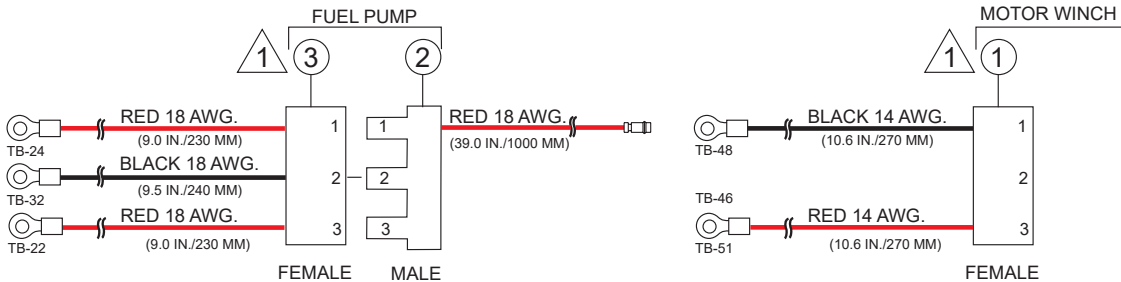 FUEL PUMP
MOTOR WINCH
1
3
2
1
1
RED 18 AWG.
(9.0 IN./230 MM)
TB-24
1
1
RED 18 AWG.
(39.0 IN./1000 MM)
BLACK 14 AWG.
(10.6 IN./270 MM)
TB-48
1
BLACK 18 AWG.
(9.5 IN./240 MM)
TB-32
2
2
2
TB-46
RED 18 AWG.
(9.0 IN./230 MM)
TB-22
3
3
RED 14 AWG.
(10.6 IN./270 MM)
TB-51
3
FEMALE
MALE
FEMALE